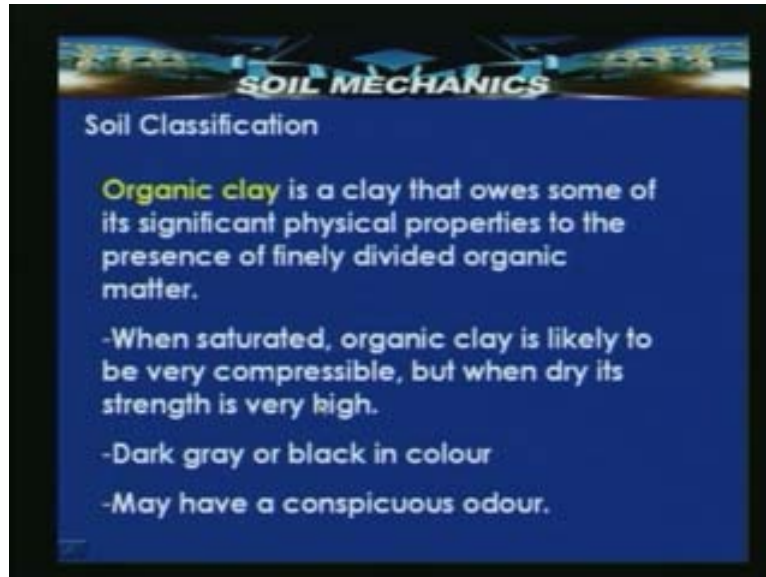 SOIL MECHANICS
Soil Classification
Organic clay is a clay that owes some of
its significant physical properties to the
presence of finely divided organic
matter.
-When saturated, organic clay is likely to
be very compressible, but when dry its
strength is very high.
-Dark gray or black in colour
-May have a conspicuous odour.